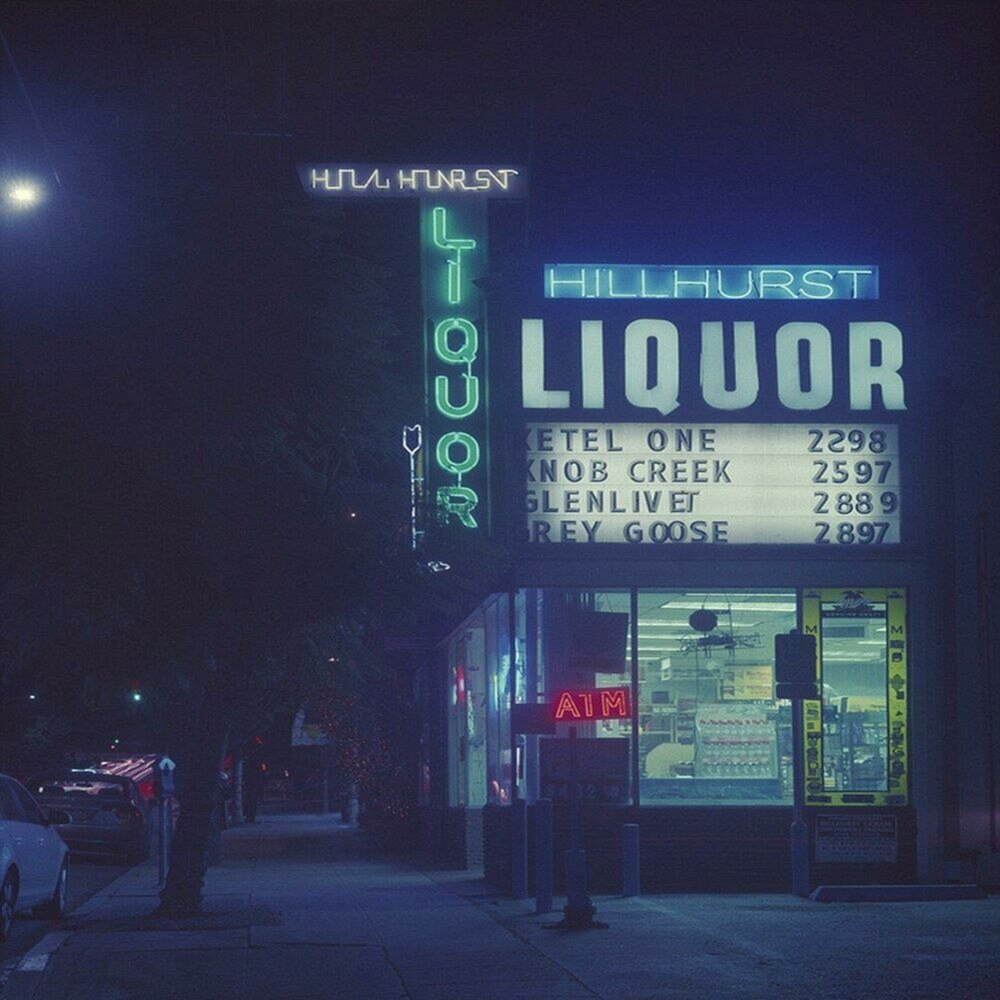 HILLHURST
LIQUOR
HILLHURST
LIQUOR
KETEL ONE 2298
KNOB CREEK 2597
GLENLIVET 2889
GREY GOOSE 2897
ATM